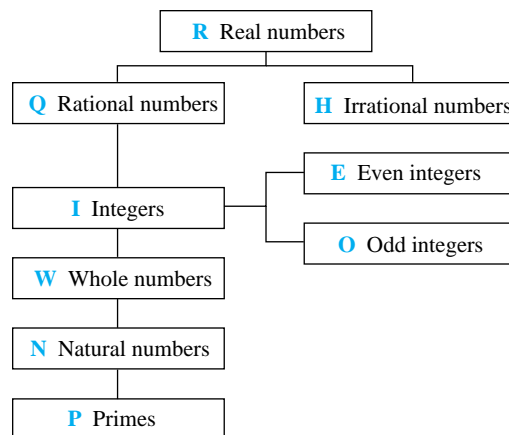 R Real numbers
Q Rational numbers
H Irrational numbers
E Even integers
I Integers
O Odd integers
W Whole numbers
N Natural numbers
P Primes